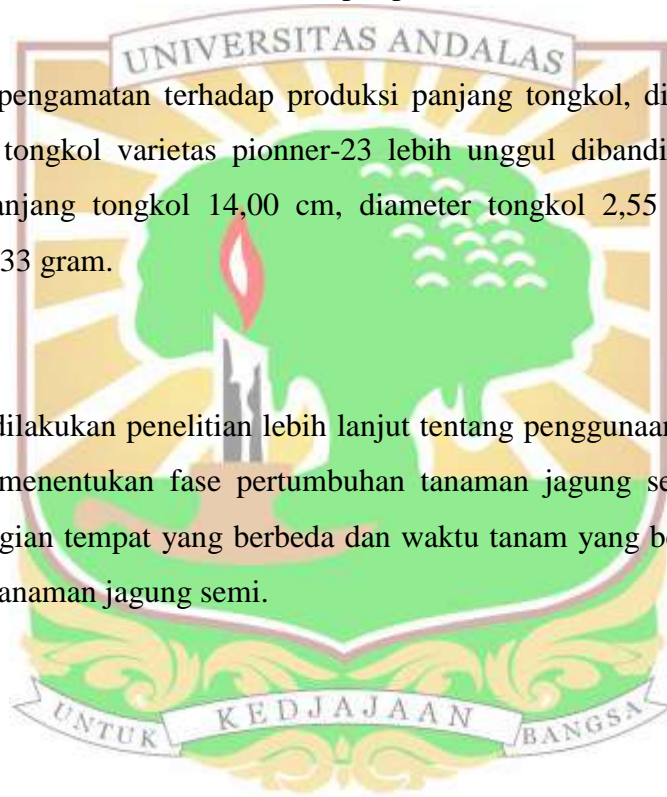 UNIVERSITAS ANDALAS
pengamatan terhadap produksi panjang tongkol, di
tongkol varietas pionner-23 lebih unggul dibandi
anjang tongkol 14,00 cm, diameter tongkol 2,55
33 gram.
dilakukan penelitian lebih lanjut tentang penggunaan
menentukan fase pertumbuhan tanaman jagung se
gian tempat yang berbeda dan waktu tanam yang be
tanaman jagung semi.
UNTUK KEDJAJAAN BANGSA